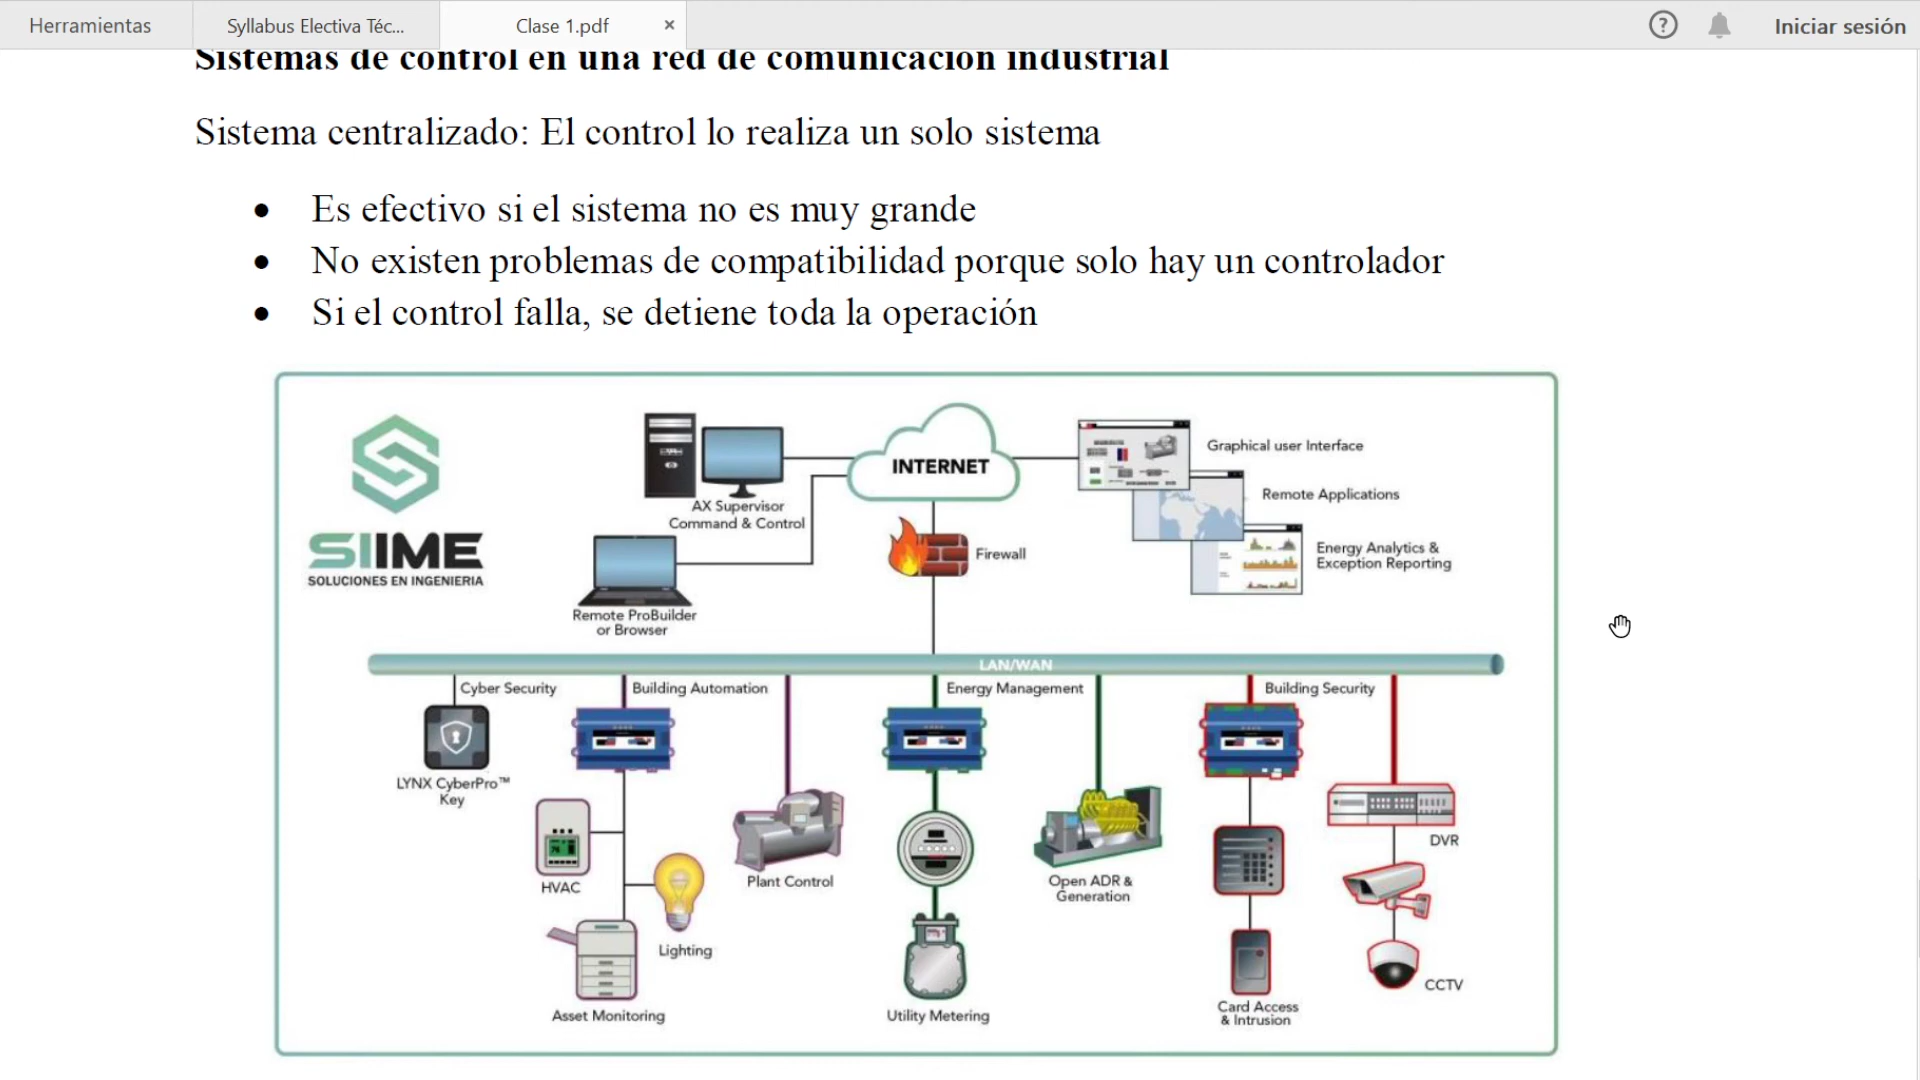 Herramientas
Syllabus Electiva Téc...
Clase 1.pdf
Iniciar sesión
Sistemas de control en una red de comunicación industrial
Sistema centralizado: El control lo realiza un solo sistema
• Es efectivo si el sistema no es muy grande
• No existen problemas de compatibilidad porque solo hay un controlador
• Si el control falla, se detiene toda la operación
SIIME
SOLUCIONES EN INGENIERIA
AX Supervisor
Command & Control
INTERNET
Graphical user Interface
Remote Applications
Energy Analytics &
Exception Reporting
Firewall
Remote ProBuilder
or Browser
LAN/WAN
Cyber Security
Building Automation
Energy Management
Building Security
LYNX CyberPro™
Key
HVAC
Lighting
Asset Monitoring
Plant Control
Utility Metering
Open ADR &
Generation
DVR
CCTV
Card Access
& Intrusion